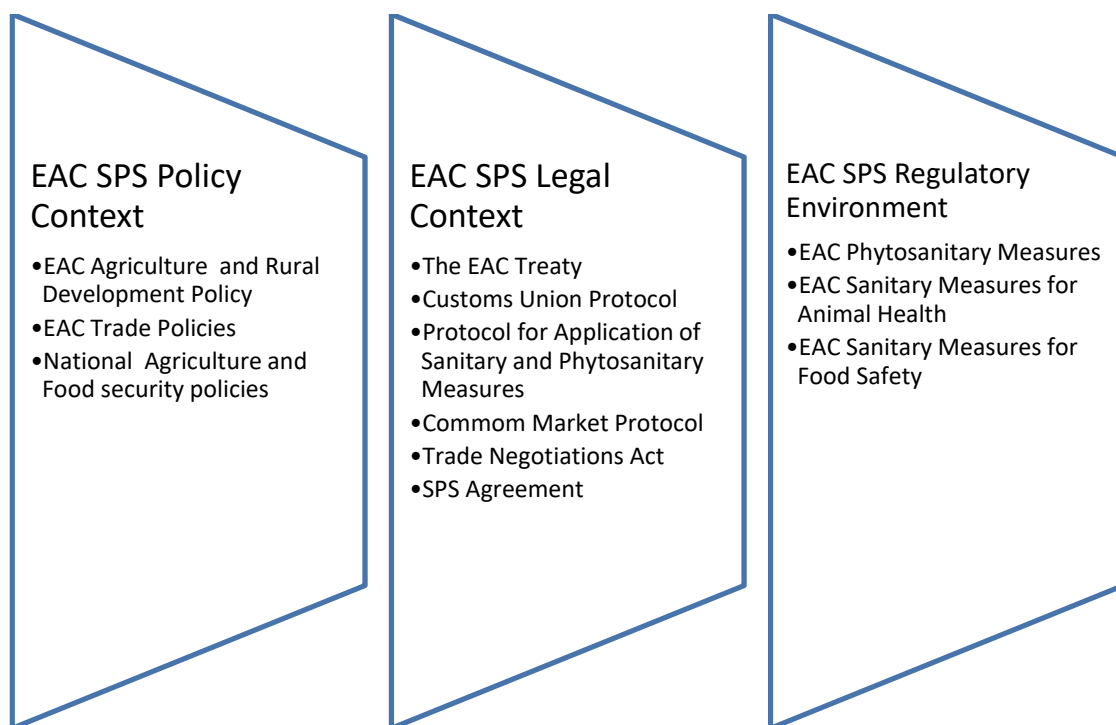 EAC SPS Policy
Context
•EAC Agriculture and Rural
Development Policy
•EAC Trade Policies
•National Agriculture and
Food security policies
EAC SPS Legal
Context
•The EAC Treaty
•Customs Union Protocol
•Protocol for Application of
Sanitary and Phytosanitary
Measures
•Commom Market Protocol
•Trade Negotiations Act
•SPS Agreement
EAC SPS Regulatory
Environment
•EAC Phytosanitary Measures
•EAC Sanitary Measures for
Animal Health
•EAC Sanitary Measures for
Food Safety